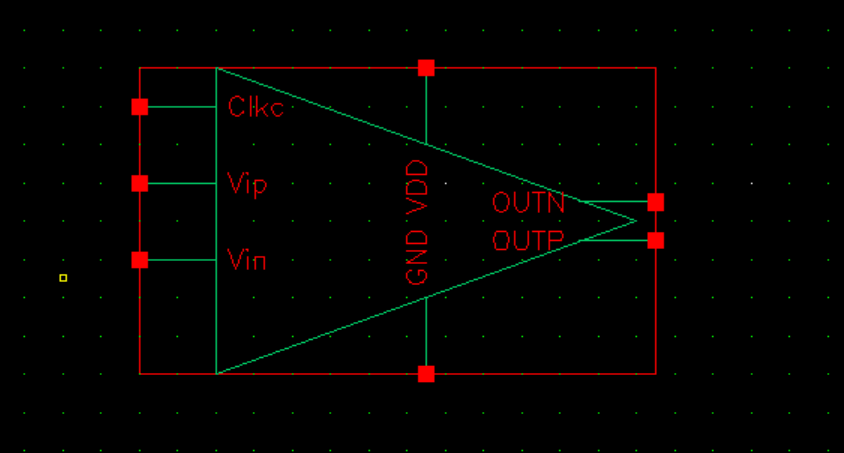 Clkc
Vip
Vin
VDD
GND
OUTN
OUTP